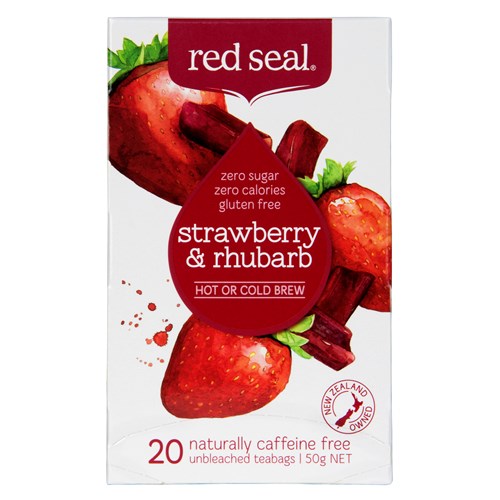 red seal®
zero sugar
zero calories
gluten free
strawberry
& rhubarb
HOT OR COLD BREW
NEW ZEALAND
OWNED
20 naturally caffeine free
unbleached teabags | 50g NET